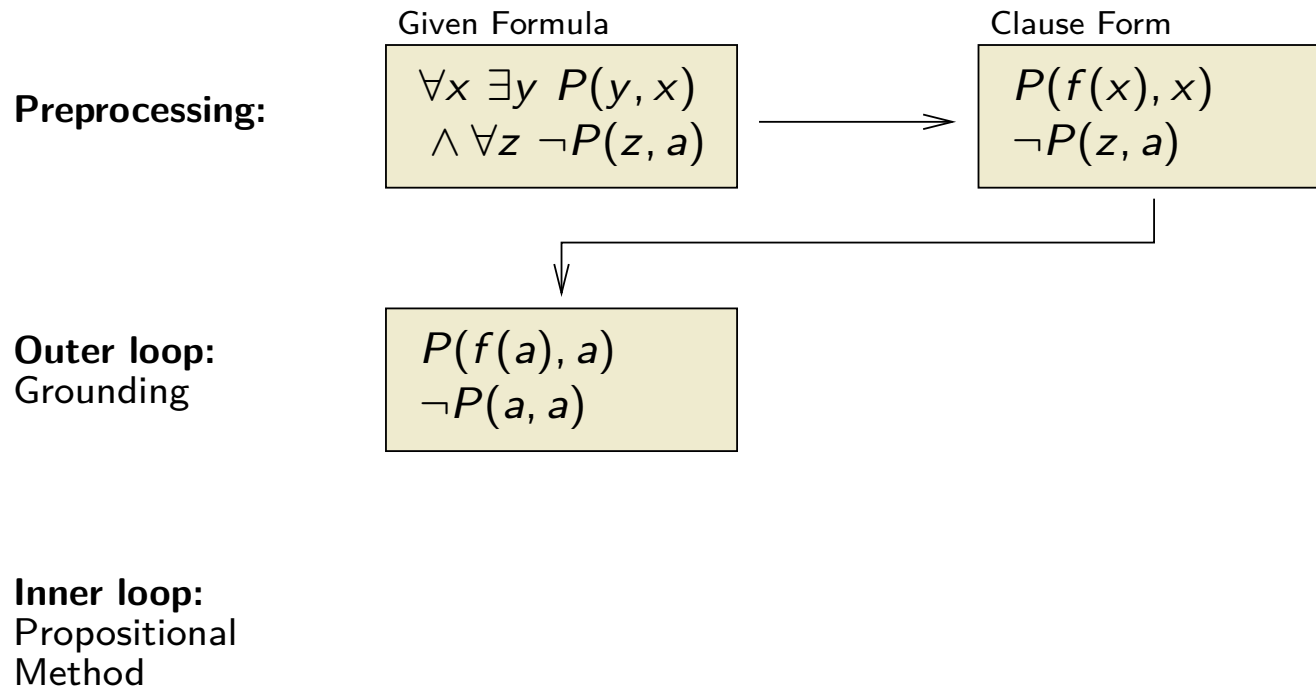 Given Formula
Clause Form
Preprocessing:
∀x ∃y P(y, x)
∧ ∀z ¬P(z, a)
P(f(x), x)
¬P(z, a)
Outer loop:
Grounding
P(f(a), a)
¬P(a, a)
Inner loop:
Propositional
Method